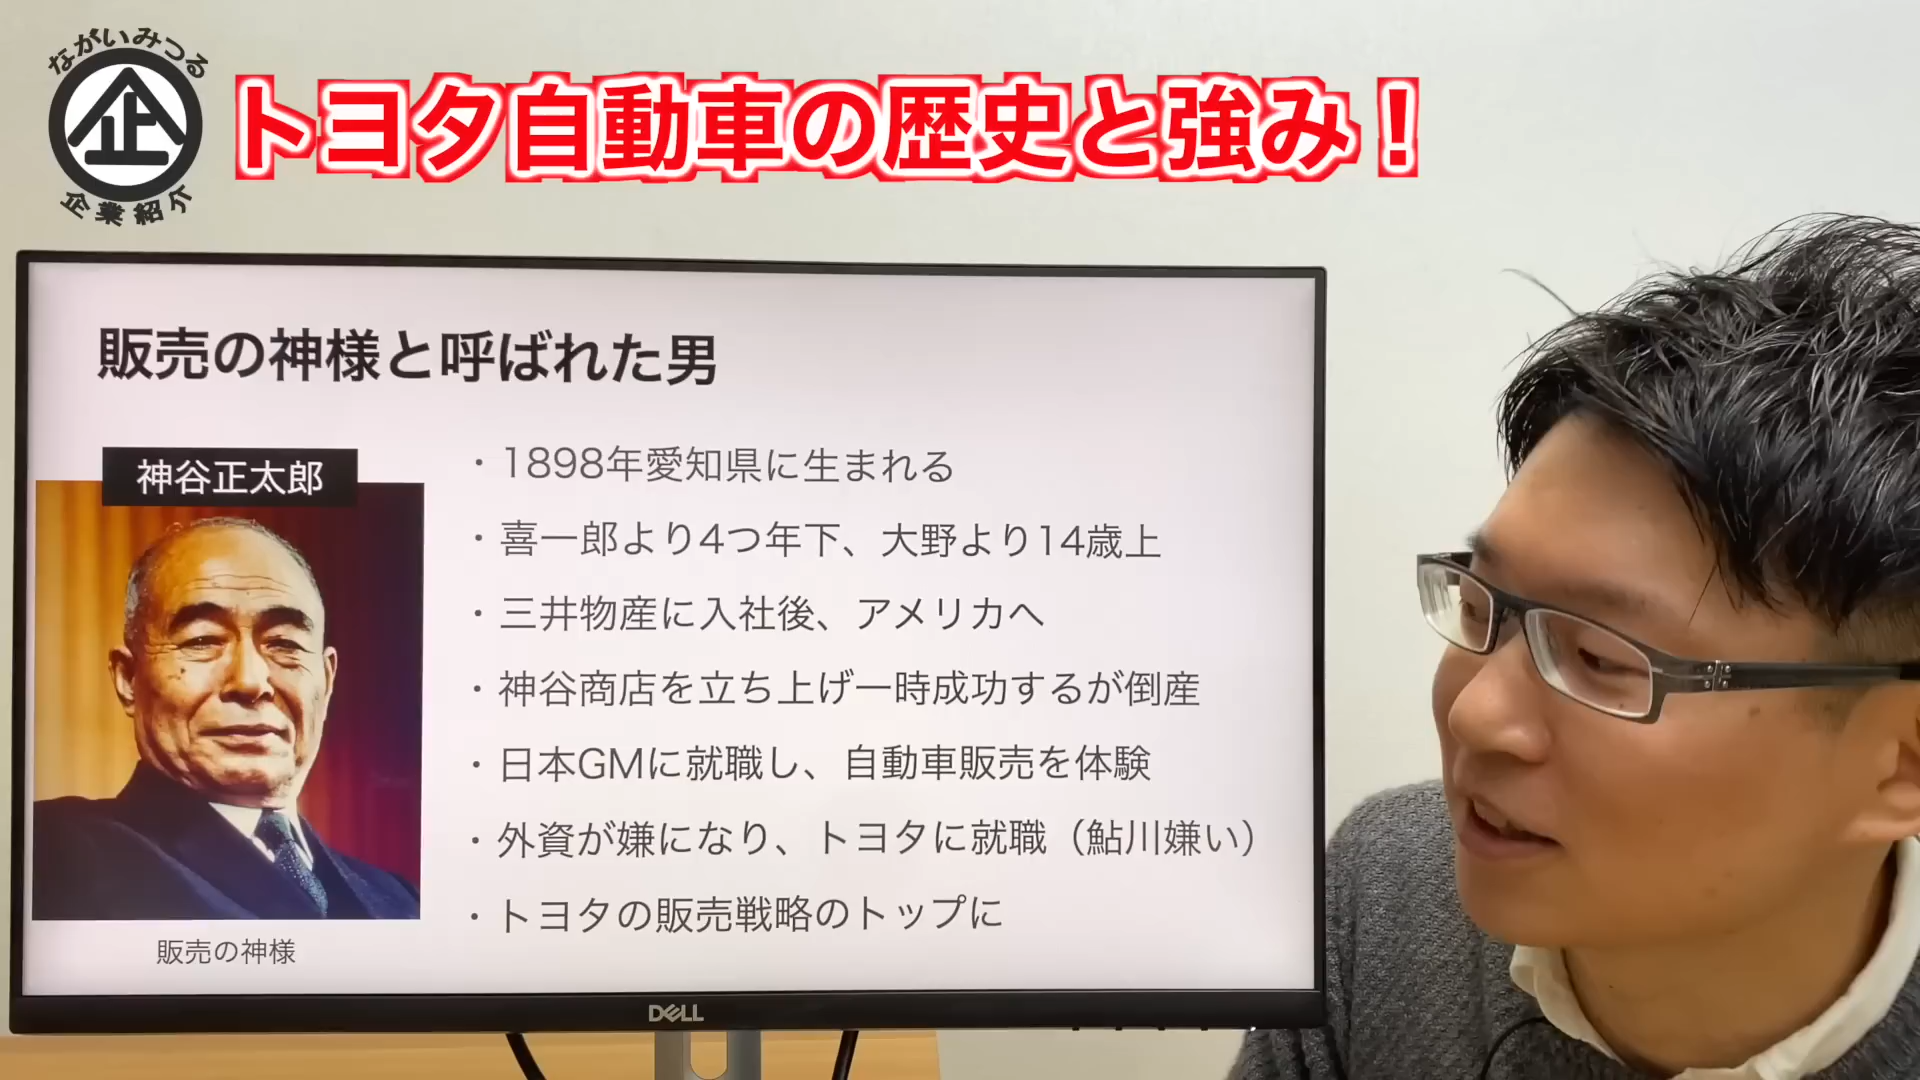 ながいみつる
企
企業紹介
トヨタ自動車の歴史と強み！
販売の神様と呼ばれた男
神谷正太郎
販売の神様
・1898年愛知県に生まれる
・喜一郎より4つ年下、大野より14歳上
・三井物産に入社後、アメリカへ
・神谷商店を立ち上げ一時成功するが倒産
・日本GMに就職し、自動車販売を体験
・外資が嫌になり、トヨタに就職（鮎川嫌い）
・トヨタの販売戦略のトップに
DELL